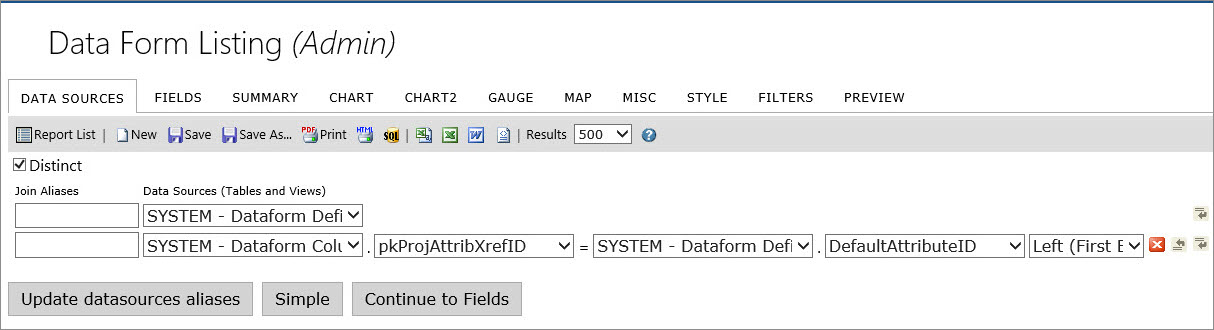 Data Form Listing (Admin)
DATA SOURCES FIELDS SUMMARY CHART CHART2 GAUGE MAP MISC STYLE FILTERS PREVIEW
Report List | New Save Save As... PDF Print HTML SQL | Results 500 ?
Distinct
Join Aliases Data Sources (Tables and Views)
SYSTEM - Dataform Defi
SYSTEM - Dataform Colu . pkProjAttribXrefID = SYSTEM - Dataform Defi . DefaultAttributeID Left (First E
Update datasources aliases Simple Continue to Fields